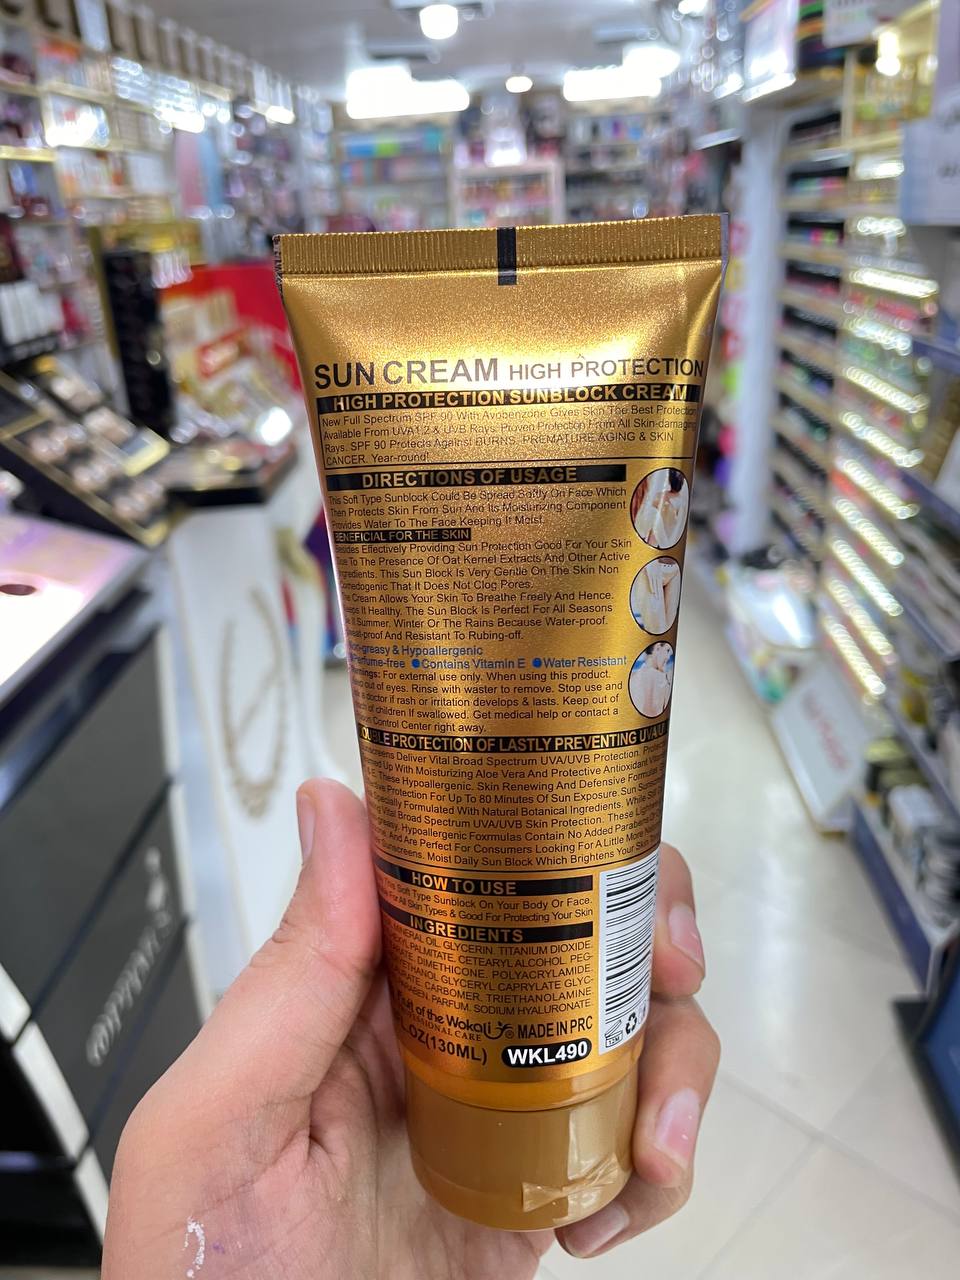 SUN CREAM HIGH PROTECTION
HIGH PROTECTION SUNBLOCK CREAM
New Full Spectrum SPF 90 With Avobenzone Gives Skin The Best Protection
Available From UVA1,2 & UVB Rays. Proven Protection From All Skin-damaging
Rays. SPF 90 Protects Against BURNS, PREMATURE AGING & SKIN
CANCER. Year-round!
DIRECTIONS OF USAGE
This Soft Type Sunblock Could Be Spread Softly On Face Which
Then Protects Skin From Sun And Its Moisturizing Component
Provides Water To The Face Keeping It Moist.
BENEFICIAL FOR THE SKIN
Besides Effectively Providing Sun Protection Good For Your Skin
Due To The Presence Of Oat Kernel Extracts And Other Active
Ingredients. This Sun Block Is Very Gentle On The Skin Non
Comedogenic That It Does Not Clog Pores.
The Cream Allows Your Skin To Breathe Freely And Hence.
It Healthy. The Sun Block Is Perfect For All Seasons
Summer. Winter Or The Rains Because Water-proof.
And Resistant To Rubing-off.
& Hypoallergenic
Perfume-free ●Contains Vitamin E ●Water Resistant
For external use only. When using this product.
out of eyes. Rinse with waster to remove. Stop use and
a doctor if rash or irritation develops & lasts. Keep out of
of children If swallowed. Get medical help or contact a
Control Center right away.
PROTECTION OF LASTLY PREVENTING
Deliver Vital Broad Spectrum UVA/UVB Protection.
Up With Moisturizing Aloe Vera And Protective Antioxidant
These Hypoallergenic. Skin Renewing And Defensive Formulas
Protection For Up To 80 Minutes Of Sun Exposure. Sun
Specially Formulated With Natural Botanical Ingredients. While
Vital Broad Spectrum UVA/UVB Skin Protection. These
Hypoallergenic Foxrmulas Contain No Added Parabens
And Are Perfect For Consumers Looking For A Little More
Sunscreens. Moist Daily Sun Block Which Brightens Your
HOW TO USE
This Soft Type Sunblock On Your Body Or Face.
For All Skin Types & Good For Protecting Your Skin
INGREDIENTS
MINERAL OIL. GLYCERIN. TITANIUM DIOXIDE.
PALMITATE. CETEARYL ALCOHOL. PEG-
DIMETHICONE. POLYACRYLAMIDE.
GLYCERYL CAPRYLATE GLYC-
CARBOMER. TRIETHANOLAMINE.
PARFUM. SODIUM HYALURONATE.
of the Wokali ® MADE IN PRC
CARE
OZ(130ML) WKL490
12M